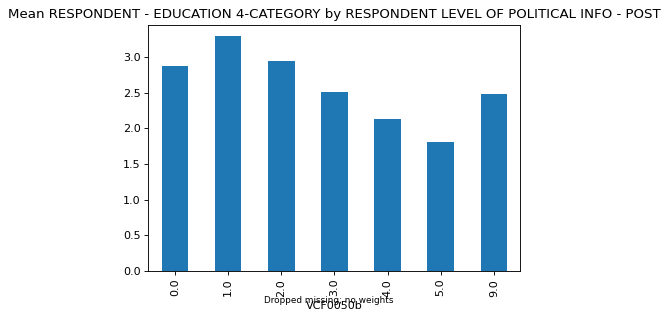 Mean RESPONDENT - EDUCATION 4-CATEGORY by RESPONDENT LEVEL OF POLITICAL INFO - POST
3.0
2.5
2.0
1.5
1.0
0.5
0.0
0.0 1.0 2.0 3.0 4.0 5.0 9.0
Dropped missing; no weights
VCF0050b